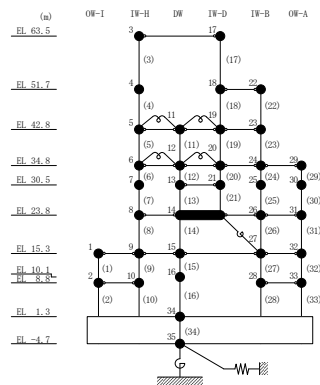 (m) OW-I IW-H DW IW-D IW-B OW-A
EL 63.5 3 17
(3) (17)
EL 51.7 4 18 22
(4) (18) (22)
11 19
EL 42.8 5 23
(5) 12 (11) 20 (19) (23)
EL 34.8 6 24 29
(6) (12) (20) (24) (29)
EL 30.5 7 13 21 25 30
(7) (13) (21) (25) (30)
EL 23.8 8 14 26 31
(8) (14) (26) (31)
27
EL 15.3 1 9 15 32
(1) (9) (15) (27) (32)
EL 10.1 16
EL 8.8 2 10 28 33
(2) (10) (16) (28) (33)
EL 1.3 34
(34)
EL -4.7 35